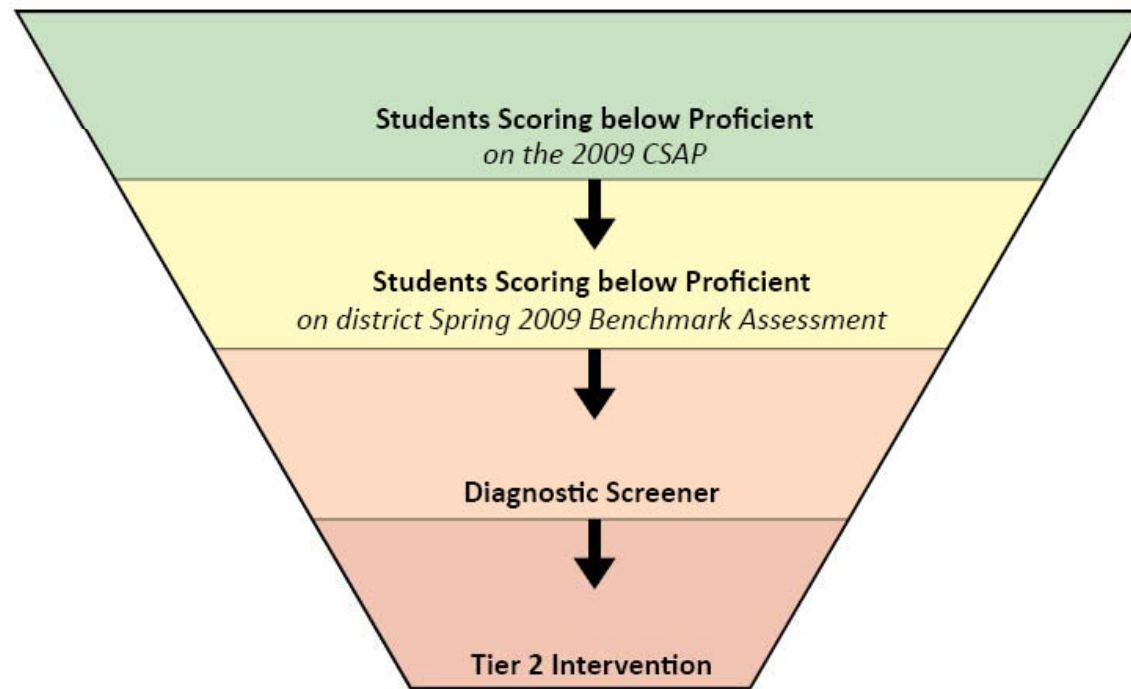 Students Scoring below Proficient
on the 2009 CSAP
Students Scoring below Proficient
on district Spring 2009 Benchmark Assessment
Diagnostic Screener
Tier 2 Intervention